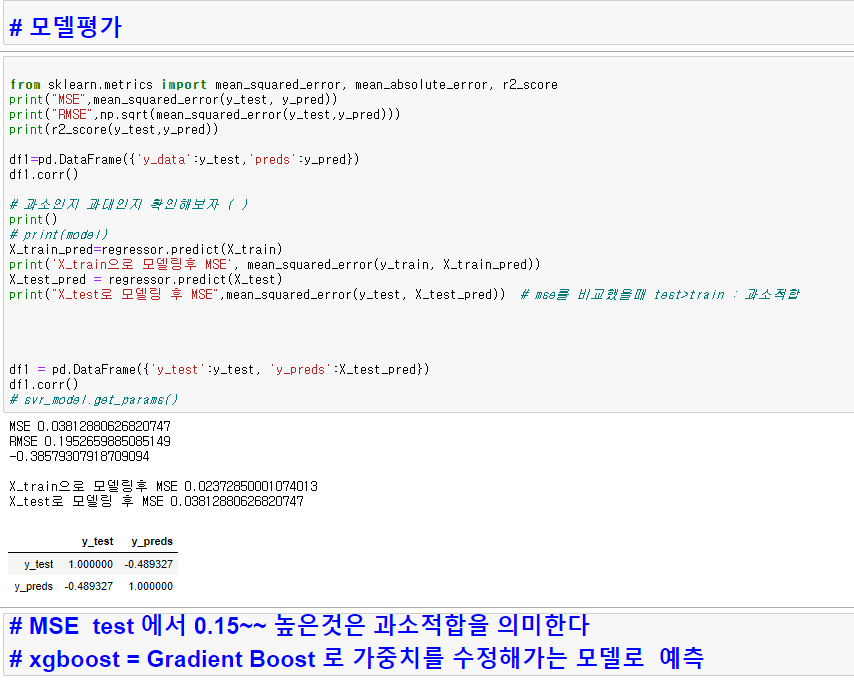 # 모델평가
from sklearn.metrics import mean_squared_error, mean_absolute_error, r2_score
print("MSE",mean_squared_error(y_test, y_pred))
print("RMSE",np.sqrt(mean_squared_error(y_test,y_pred)))
print(r2_score(y_test,y_pred))
df1=pd.DataFrame({'y_data':y_test,'preds':y_pred})
df1.corr()
# 과소인지 과대인지 확인해보자 ( )
print()
# print(model)
X_train_pred=regressor.predict(X_train)
print('X_train으로 모델링후 MSE', mean_squared_error(y_train, X_train_pred))
X_test_pred = regressor.predict(X_test)
print("X_test로 모델링 후 MSE",mean_squared_error(y_test, X_test_pred))  # mse를 비교했을때 test>train : 과소적합
df1 = pd.DataFrame({'y_test':y_test, 'y_preds':X_test_pred})
df1.corr()
# svr_model.get_params()
MSE 0.03812880626820747
RMSE 0.1952659885085149
-0.38579307918709094
X_train으로 모델링후 MSE 0.02372850001074013
X_test로 모델링 후 MSE 0.03812880626820747
y_test y_preds
y_test 1.000000 -0.489327
y_preds -0.489327 1.000000
# MSE  test 에서 0.15~~ 높은것은 과소적합을 의미한다
# xgboost = Gradient Boost 로 가중치를 수정해가는 모델로  예측